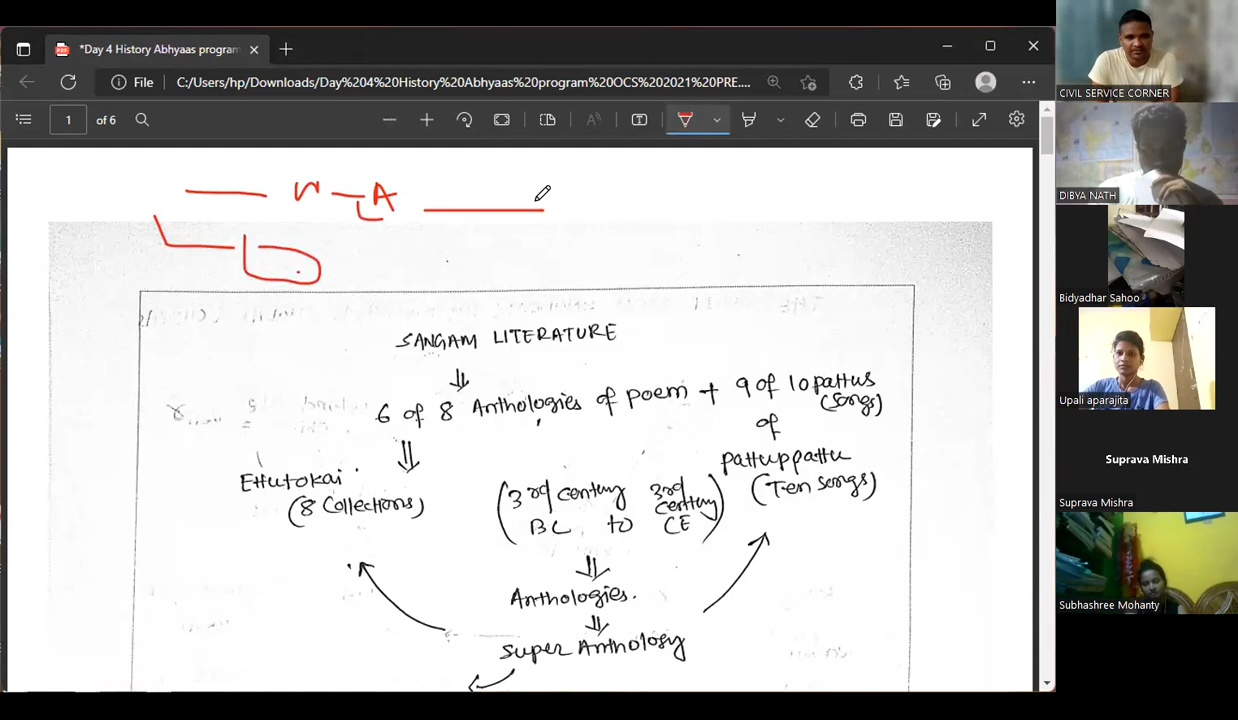 *Day 4 History Abhyaas program
File
C:/Users/hp/Downloads/Day%204%20History%20Abhyaas%20program%20OCS%202021%20PRE....
1 of 6
A
SANGAM LITERATURE
6 of 8 Anthologies of poem + 9 of 10 pattus
(songs)
of
pattuppattu
(Ten songs)
Ettutokai
(8 Collections)
(3rd century BC to 3rd century CE)
Anthologies.
Super Anthology
CIVIL SERVICE CORNER
DIBYA NATH
Bidyadhar Sahoo
Upali aparajita
Suprava Mishra
Suprava Mishra
Subhashree Mohanty